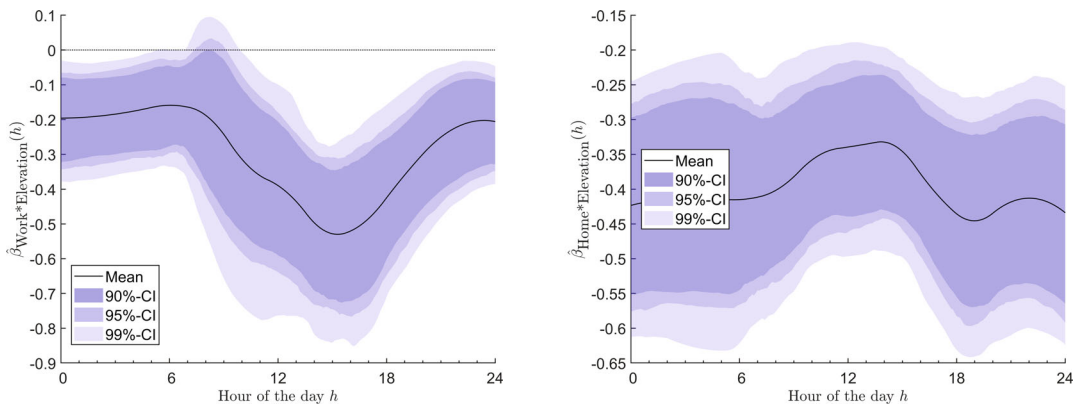 0.1
0
-0.1
-0.2
-0.3
-0.4
-0.5
-0.6
-0.7
-0.8
-0.9
β̂Work*Elevation(h)
Mean
90%-CI
95%-CI
99%-CI
0 6 12 18 24
Hour of the day h
-0.15
-0.2
-0.25
-0.3
-0.35
-0.4
-0.45
-0.5
-0.55
-0.6
-0.65
β̂Home*Elevation(h)
Mean
90%-CI
95%-CI
99%-CI
0 6 12 18 24
Hour of the day h